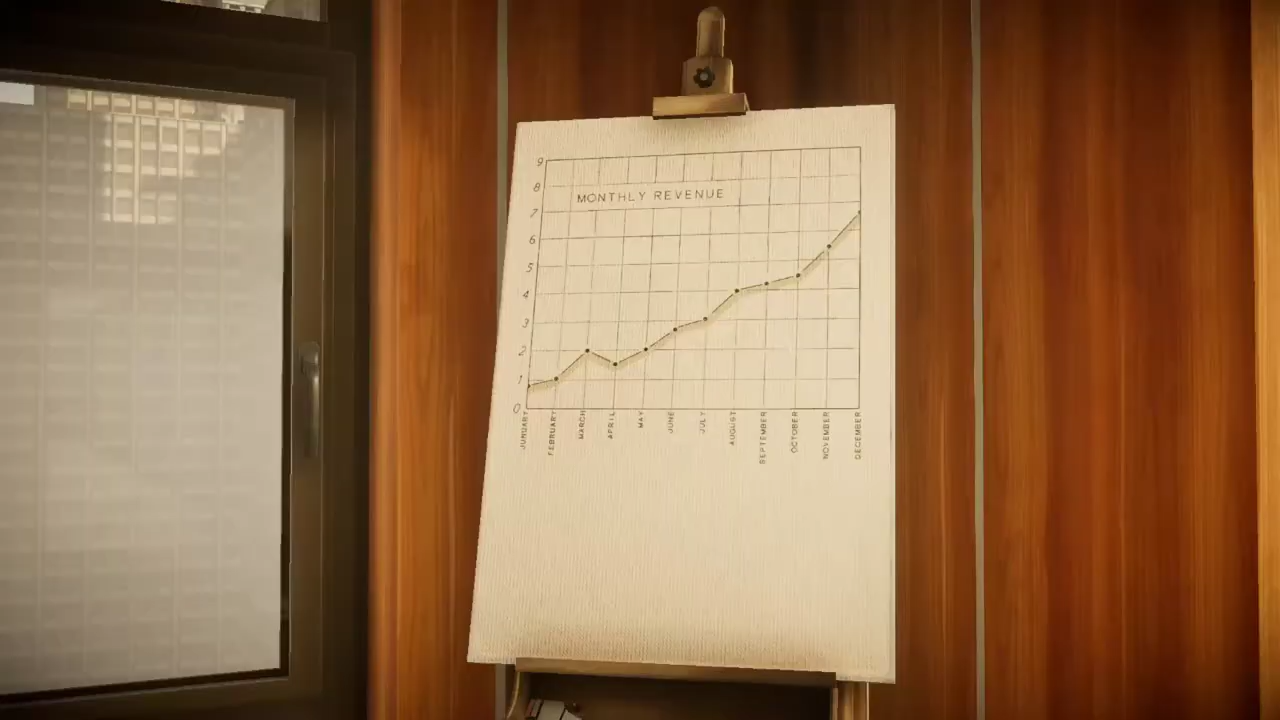 9
MONTHLY REVENUE
8
7
6
5
4
3
2
1
0
JUNUARY
FEBRUARY
MARCH
APRIL
MAY
JUNE
JULY
AUGUST
SEPTEMBER
OCTOBER
NOVEMBER
DECEMBER